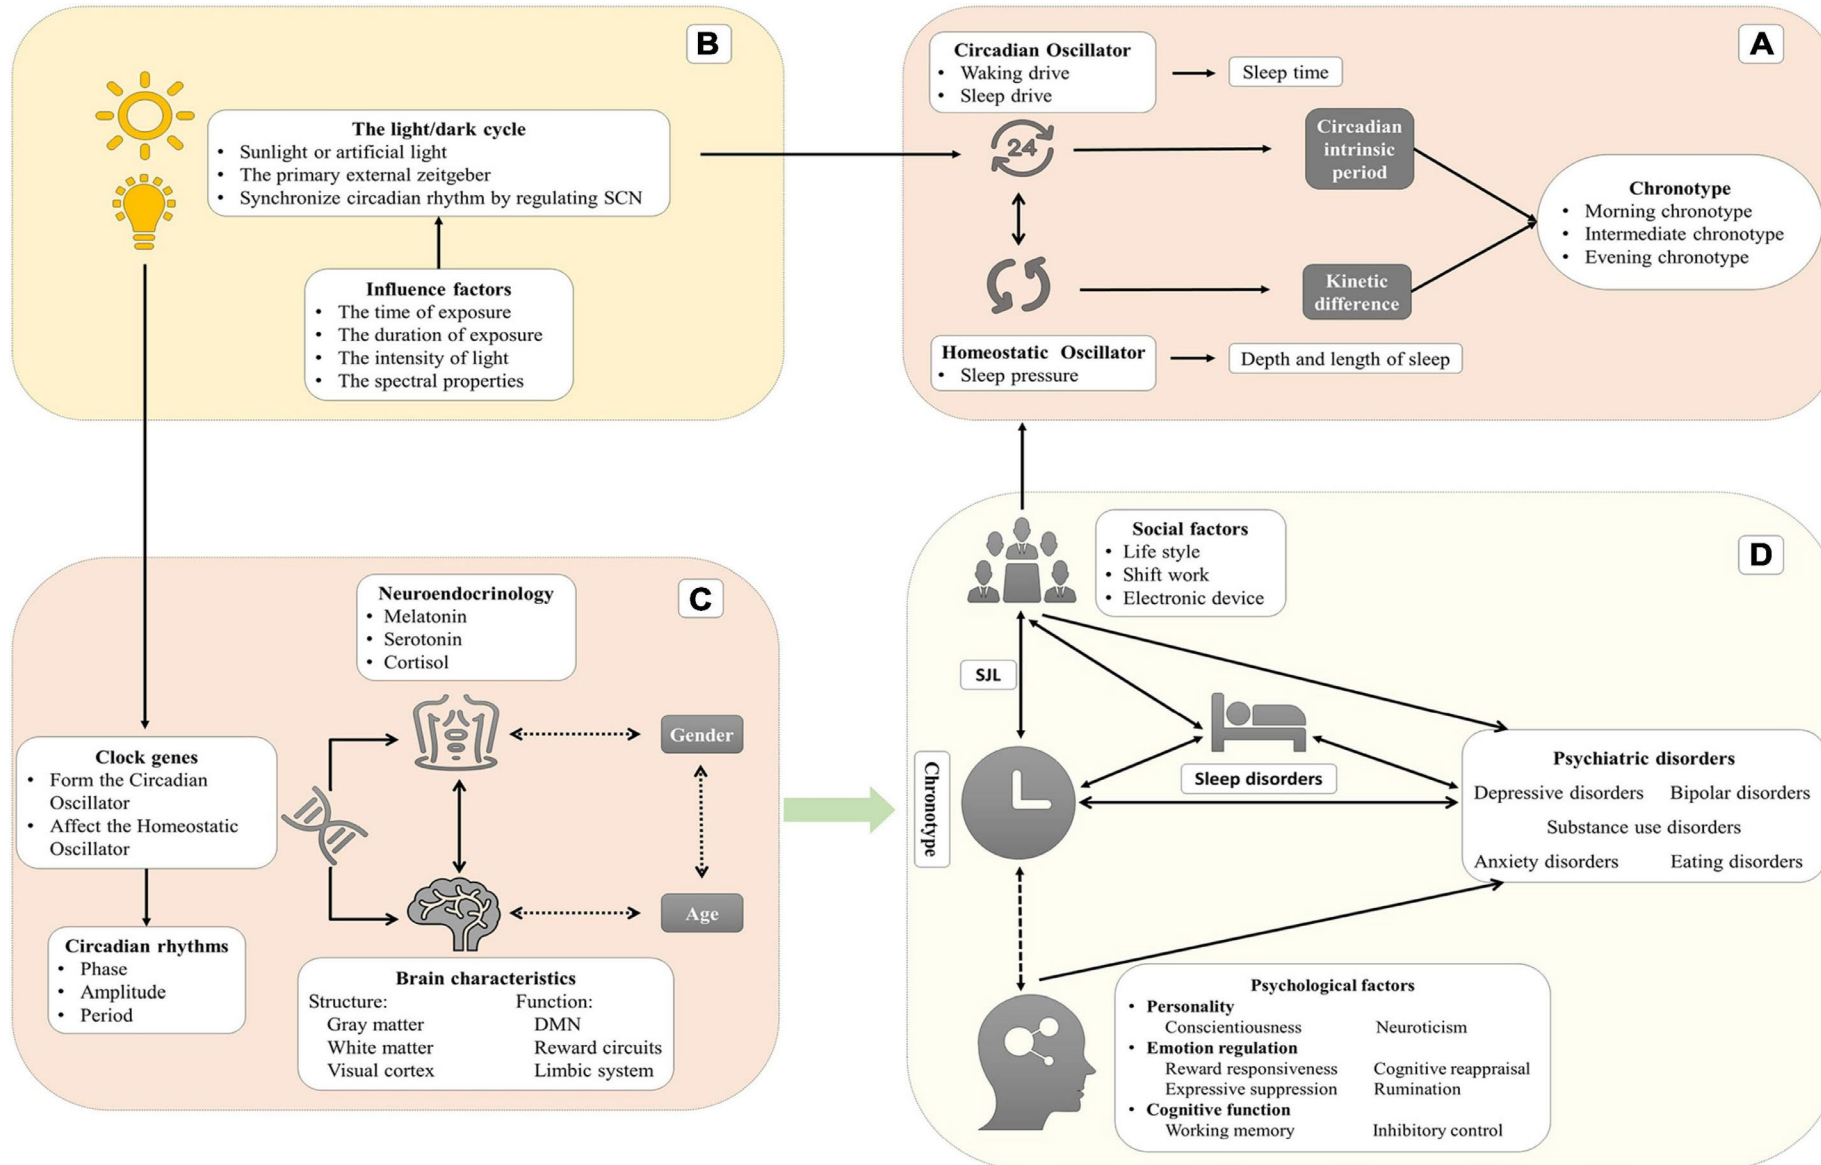 B
The light/dark cycle
• Sunlight or artificial light
• The primary external zeitgeber
• Synchronize circadian rhythm by regulating SCN
Influence factors
• The time of exposure
• The duration of exposure
• The intensity of light
• The spectral properties
A
Circadian Oscillator
• Waking drive
• Sleep drive
Sleep time
24
Circadian
intrinsic
period
Chronotype
• Morning chronotype
• Intermediate chronotype
• Evening chronotype
Kinetic
difference
Homeostatic Oscillator
• Sleep pressure
Depth and length of sleep
C
Neuroendocrinology
• Melatonin
• Serotonin
• Cortisol
Clock genes
• Form the Circadian
Oscillator
• Affect the Homeostatic
Oscillator
Gender
Age
Circadian rhythms
• Phase
• Amplitude
• Period
Brain characteristics
Structure: Function:
Gray matter DMN
White matter Reward circuits
Visual cortex Limbic system
D
Social factors
• Life style
• Shift work
• Electronic device
SJL
Chronotype
Sleep disorders
Psychiatric disorders
Depressive disorders Bipolar disorders
Substance use disorders
Anxiety disorders Eating disorders
Psychological factors
• Personality
Conscientiousness Neuroticism
• Emotion regulation
Reward responsiveness Cognitive reappraisal
Expressive suppression Rumination
• Cognitive function
Working memory Inhibitory control